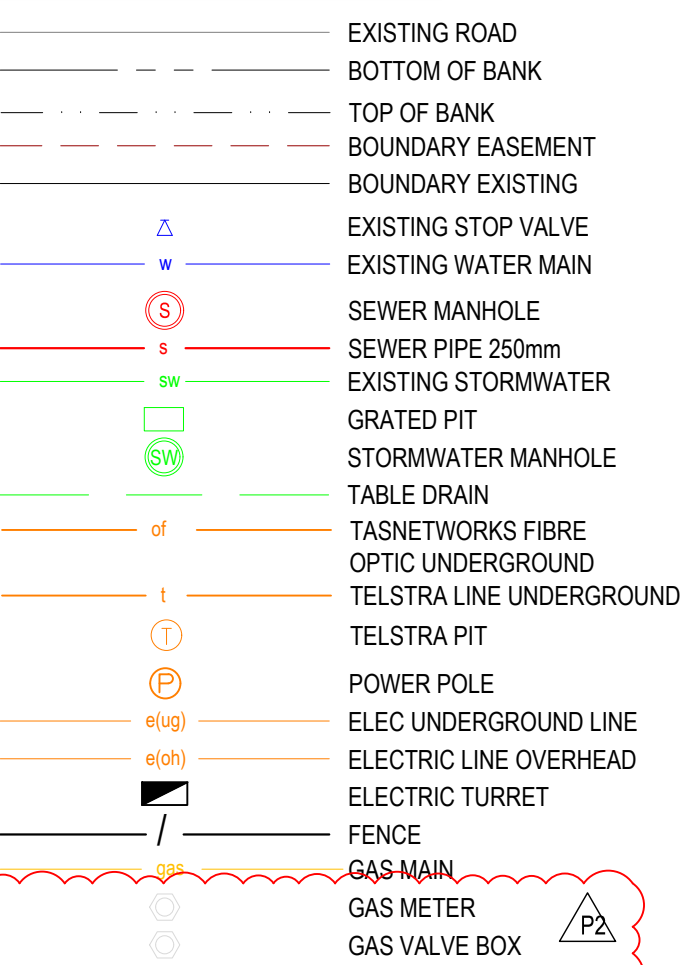 EXISTING ROAD
BOTTOM OF BANK
TOP OF BANK
BOUNDARY EASEMENT
BOUNDARY EXISTING
EXISTING STOP VALVE
w EXISTING WATER MAIN
S SEWER MANHOLE
s SEWER PIPE 250mm
sw EXISTING STORMWATER
GRATED PIT
SW STORMWATER MANHOLE
TABLE DRAIN
of TASNETWORKS FIBRE
OPTIC UNDERGROUND
t TELSTRA LINE UNDERGROUND
T TELSTRA PIT
P POWER POLE
e(ug) ELEC UNDERGROUND LINE
e(oh) ELECTRIC LINE OVERHEAD
ELECTRIC TURRET
/ FENCE
gas GAS MAIN
GAS METER
P2
GAS VALVE BOX